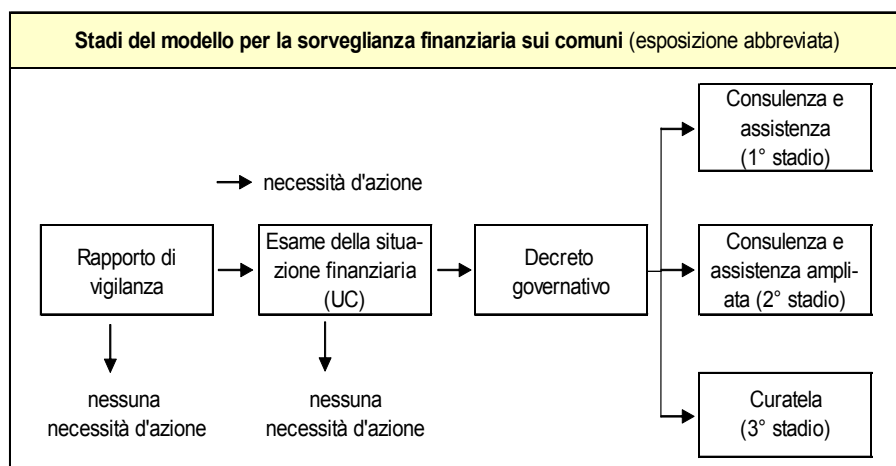 Stadi del modello per la sorveglianza finanziaria sui comuni (esposizione abbreviata)
Consulenza e
assistenza
(1° stadio)
necessità d'azione
Rapporto di
vigilanza
Esame della situa-
zione finanziaria
(UC)
Decreto
governativo
Consulenza e
assistenza ampli-
ata (2° stadio)
nessuna
necessità d'azione
nessuna
necessità d'azione
Curatela
(3° stadio)